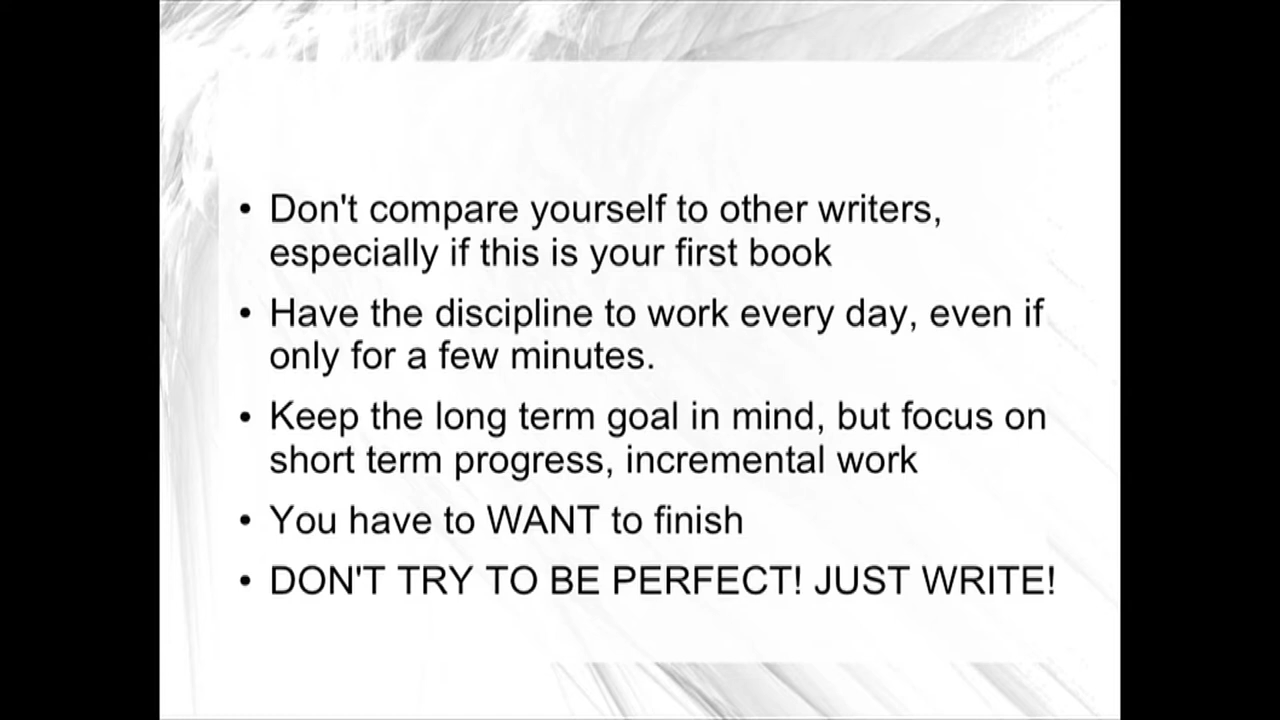 • Don't compare yourself to other writers,
especially if this is your first book
• Have the discipline to work every day, even if
only for a few minutes.
• Keep the long term goal in mind, but focus on
short term progress, incremental work
• You have to WANT to finish
• DON'T TRY TO BE PERFECT! JUST WRITE!